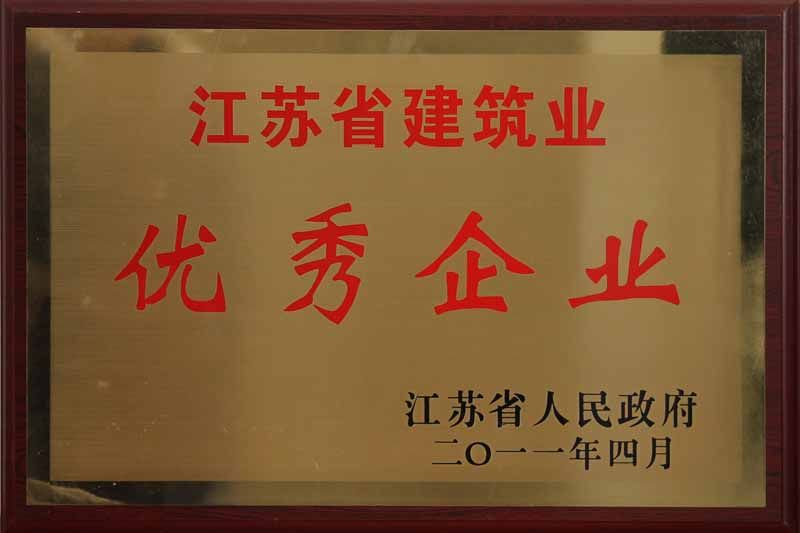 江苏省建筑业
优秀企业
江苏省人民政府
二〇一一年四月